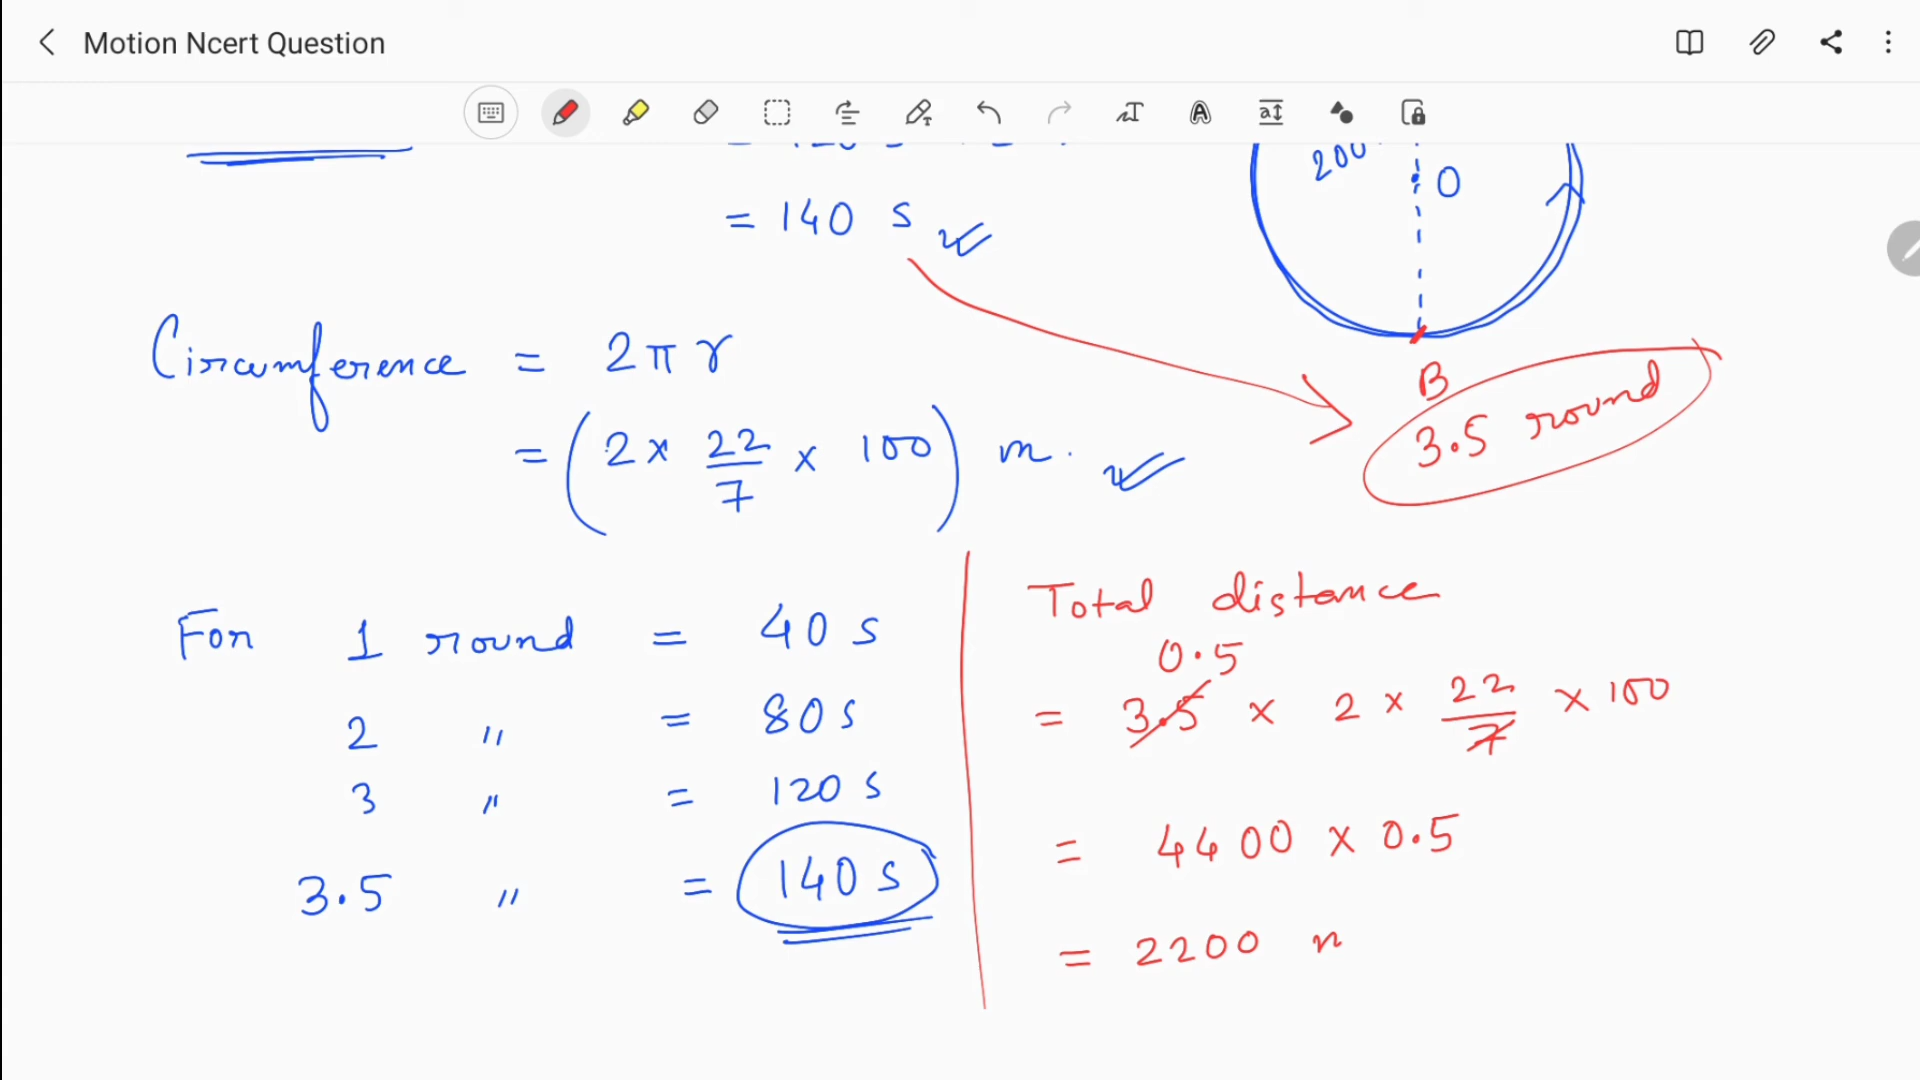 Motion Ncert Question
200
O
= 140 s
Circumference = 2πr
= (2 × 22/7 × 100) m.
B
3.5 round
For 1 round = 40 s
2 " = 80 s
3 " = 120 s
3.5 " = 140 s
Total distance
0.5
= 3.5 × 2 × 22/7 × 100
= 4400 × 0.5
= 2200 m